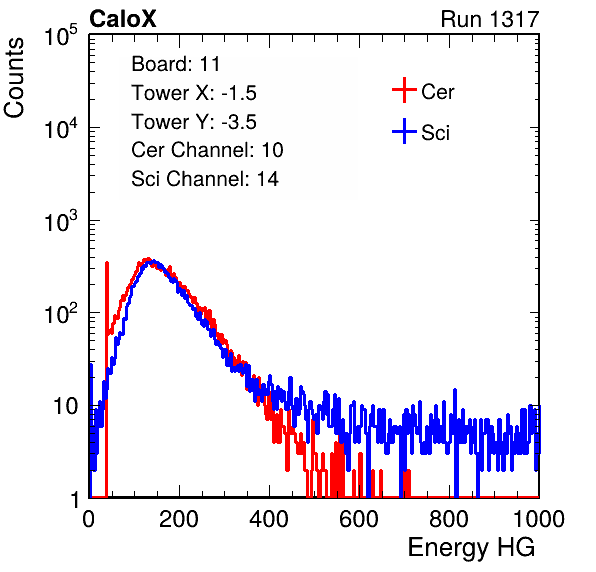 CaloX Run 1317
10^5
10^4
10^3
10^2
10
1
Counts
Board: 11
Tower X: -1.5
Tower Y: -3.5
Cer Channel: 10
Sci Channel: 14
Cer
Sci
0 200 400 600 800 1000
Energy HG